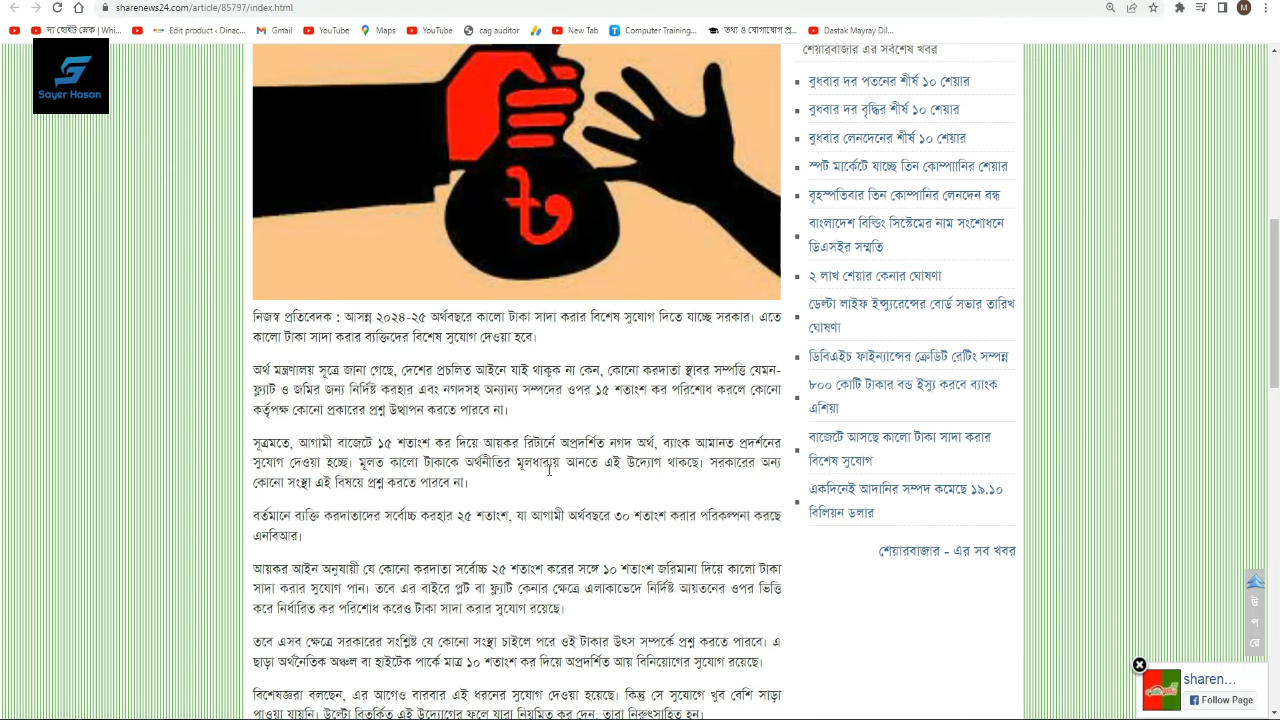 sharenews24.com/article/85797/index.html
দ্য হোইট স্নেক | Whi...
Edit product ‹ Dinac...
Gmail
YouTube
Maps
YouTube
cag auditor
New Tab
Computer Training...
তথ্য ও যোগাযোগ প্র...
Dastak Mayray Dil...
M
Sayer Hasan
৳
নিজস্ব প্রতিবেদক : আসন্ন ২০২৪-২৫ অর্থবছরে কালো টাকা সাদা করার বিশেষ সুযোগ দিতে যাচ্ছে সরকার। এতে
কালো টাকা সাদা করার ব্যক্তিদের বিশেষ সুযোগ দেওয়া হবে।
অর্থ মন্ত্রণালয় সূত্রে জানা গেছে, দেশের প্রচলিত আইনে যাই থাকুক না কেন, কোনো করদাতা স্থাবর সম্পত্তি যেমন-
ফ্ল্যাট ও জমির জন্য নির্দিষ্ট করহার এবং নগদসহ অন্যান্য সম্পদের ওপর ১৫ শতাংশ কর পরিশোধ করলে কোনো
কর্তৃপক্ষ কোনো প্রকারের প্রশ্ন উত্থাপন করতে পারবে না।
সূত্রমতে, আগামী বাজেটে ১৫ শতাংশ কর দিয়ে আয়কর রিটার্নে অপ্রদর্শিত নগদ অর্থ, ব্যাংক আমানত প্রদর্শনের
সুযোগ দেওয়া হচ্ছে। মূলত কালো টাকাকে অর্থনীতির মূলধারায় আনতে এই উদ্যোগ থাকছে। সরকারের অন্য
কোনো সংস্থা এই বিষয়ে প্রশ্ন করতে পারবে না।
বর্তমানে ব্যক্তি করদাতাদের সর্বোচ্চ করহার ২৫ শতাংশ, যা আগামী অর্থবছরে ৩০ শতাংশ করার পরিকল্পনা করছে
এনবিআর।
আয়কর আইন অনুযায়ী যে কোনো করদাতা সর্বোচ্চ ২৫ শতাংশ করের সঙ্গে ১০ শতাংশ জরিমানা দিয়ে কালো টাকা
সাদা করার সুযোগ পান। তবে এর বাইরে প্লট বা ফ্ল্যাট কেনার ক্ষেত্রে এলাকাভেদে নির্দিষ্ট আয়তনের ওপর ভিত্তি
করে নির্ধারিত কর পরিশোধ করেও টাকা সাদা করার সুযোগ রয়েছে।
তবে এসব ক্ষেত্রে সরকারের সংশ্লিষ্ট যে কোনো সংস্থা চাইলে পরে ওই টাকার উৎস সম্পর্কে প্রশ্ন করতে পারবে। এ
ছাড়া অর্থনৈতিক অঞ্চল বা হাইটেক পার্কে মাত্র ১০ শতাংশ কর দিয়ে অপ্রদর্শিত আয় বিনিয়োগের সুযোগ রয়েছে।
বিশেষজ্ঞরা বলছেন, এর আগেও বারবার এই ধরনের সুযোগ দেওয়া হয়েছে। কিন্তু সে সুযোগে খুব বেশি সাড়া
পাওয়া যায়নি। উল্টো বিতর্কিত এই উদ্যোগের ফলে যারা নিয়মিত কর দেন, তারা নিরুৎসাহিত হন।
শেয়ারবাজার এর সর্বশেষ খবর
বুধবার দর পতনের শীর্ষ ১০ শেয়ার
বুধবার দর বৃদ্ধির শীর্ষ ১০ শেয়ার
বুধবার লেনদেনের শীর্ষ ১০ শেয়ার
স্পট মার্কেটে যাচ্ছে তিন কোম্পাানির শেয়ার
বৃহস্পতিবার তিন কোম্পানির লেনদেন বন্ধ
বাংলাদেশ বিল্ডিং সিস্টেমের নাম সংশোধনে
ডিএসইর সম্মতি
২ লাখ শেয়ার কেনার ঘোষণা
ডেল্টা লাইফ ইন্স্যুরেন্সের বোর্ড সভার তারিখ
ঘোষণা
ডিবিএইচ ফাইন্যান্সের ক্রেডিট রেটিং সম্পন্ন
৮০০ কোটি টাকার বন্ড ইস্যু করবে ব্যাংক
এশিয়া
বাজেটে আসছে কালো টাকা সাদা করার
বিশেষ সুযোগ
একদিনেই আদানির সম্পদ কমেছে ১৯.১০
বিলিয়ন ডলার
শেয়ারবাজার - এর সব খবর
উ
প
রে
sharen...
Follow Page